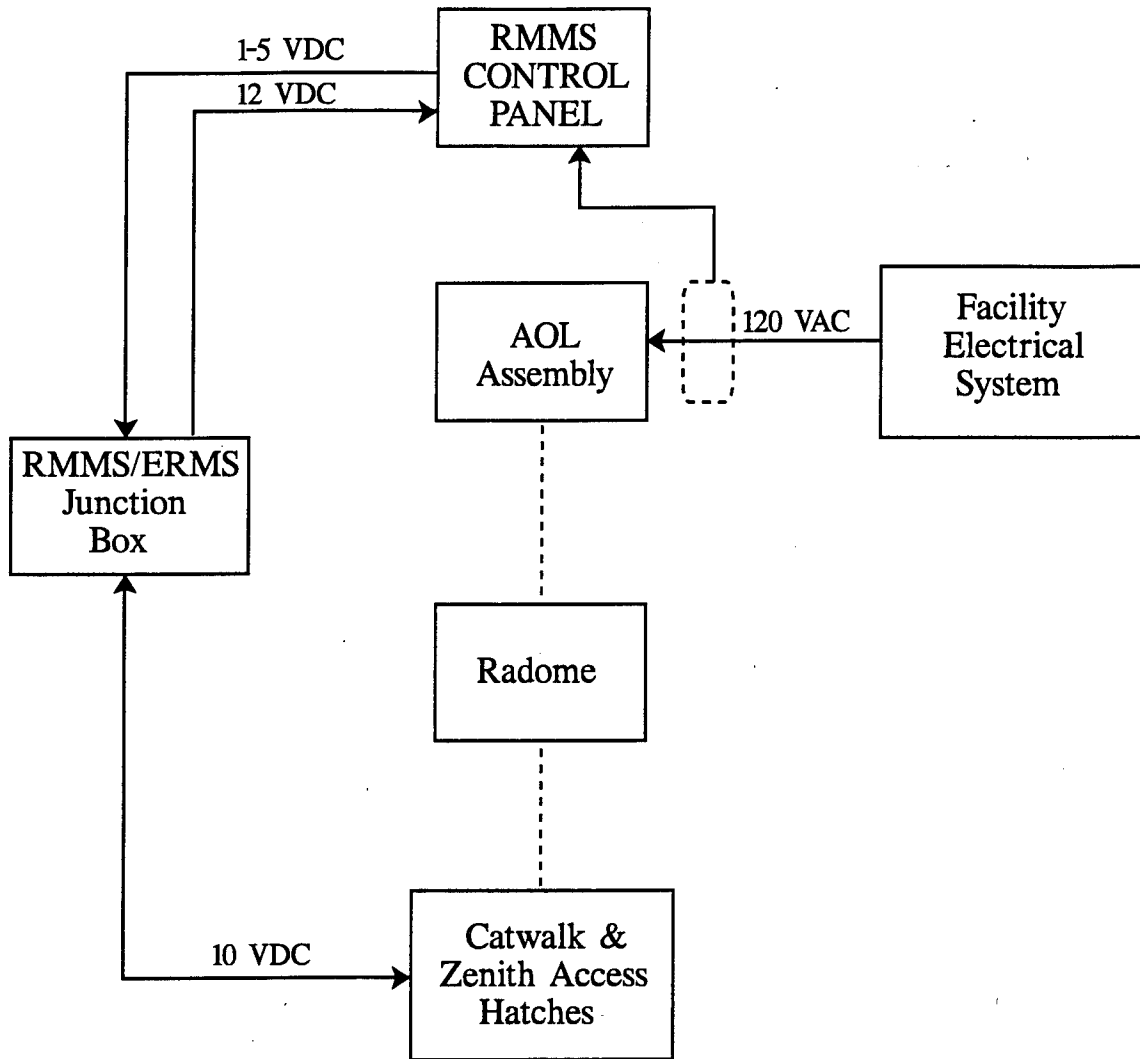 1-5 VDC
12 VDC
RMMS
CONTROL
PANEL
AOL
Assembly
120 VAC
Facility
Electrical
System
RMMS/ERMS
Junction
Box
Radome
10 VDC
Catwalk &
Zenith Access
Hatches